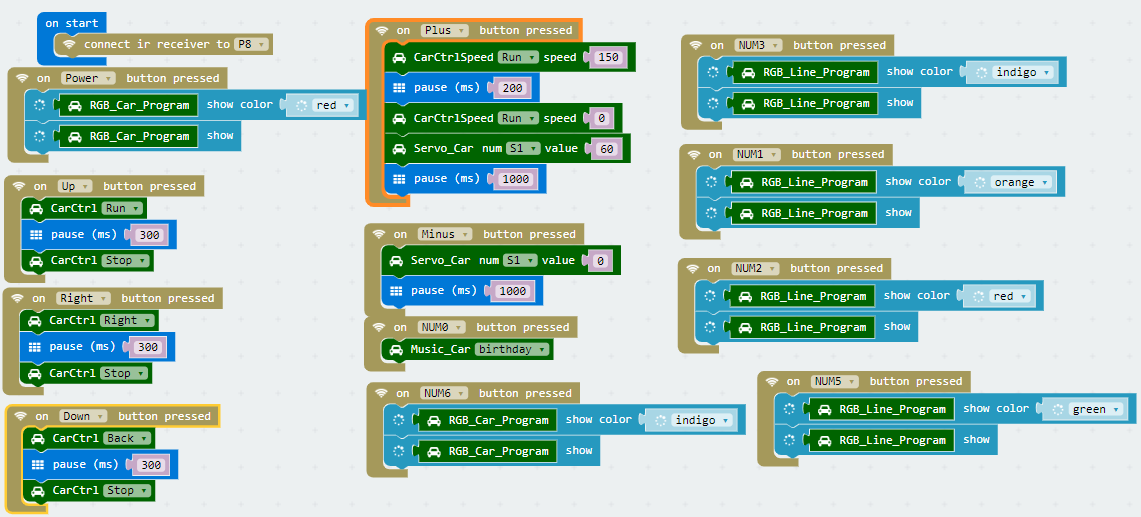 on start
connect ir receiver to P8
on Power button pressed
RGB_Car_Program show color red
RGB_Car_Program show
on Up button pressed
CarCtrl Run
pause (ms) 300
CarCtrl Stop
on Right button pressed
CarCtrl Right
pause (ms) 300
CarCtrl Stop
on Down button pressed
CarCtrl Back
pause (ms) 300
CarCtrl Stop
on Plus button pressed
CarCtrlSpeed Run speed 150
pause (ms) 200
CarCtrlSpeed Run speed 0
Servo_Car num S1 value 60
pause (ms) 1000
on Minus button pressed
Servo_Car num S1 value 0
pause (ms) 1000
on NUM0 button pressed
Music_Car birthday
on NUM6 button pressed
RGB_Car_Program show color indigo
RGB_Car_Program show
on NUM3 button pressed
RGB_Line_Program show color indigo
RGB_Line_Program show
on NUM1 button pressed
RGB_Line_Program show color orange
RGB_Line_Program show
on NUM2 button pressed
RGB_Line_Program show color red
RGB_Line_Program show
on NUM5 button pressed
RGB_Line_Program show color green
RGB_Line_Program show